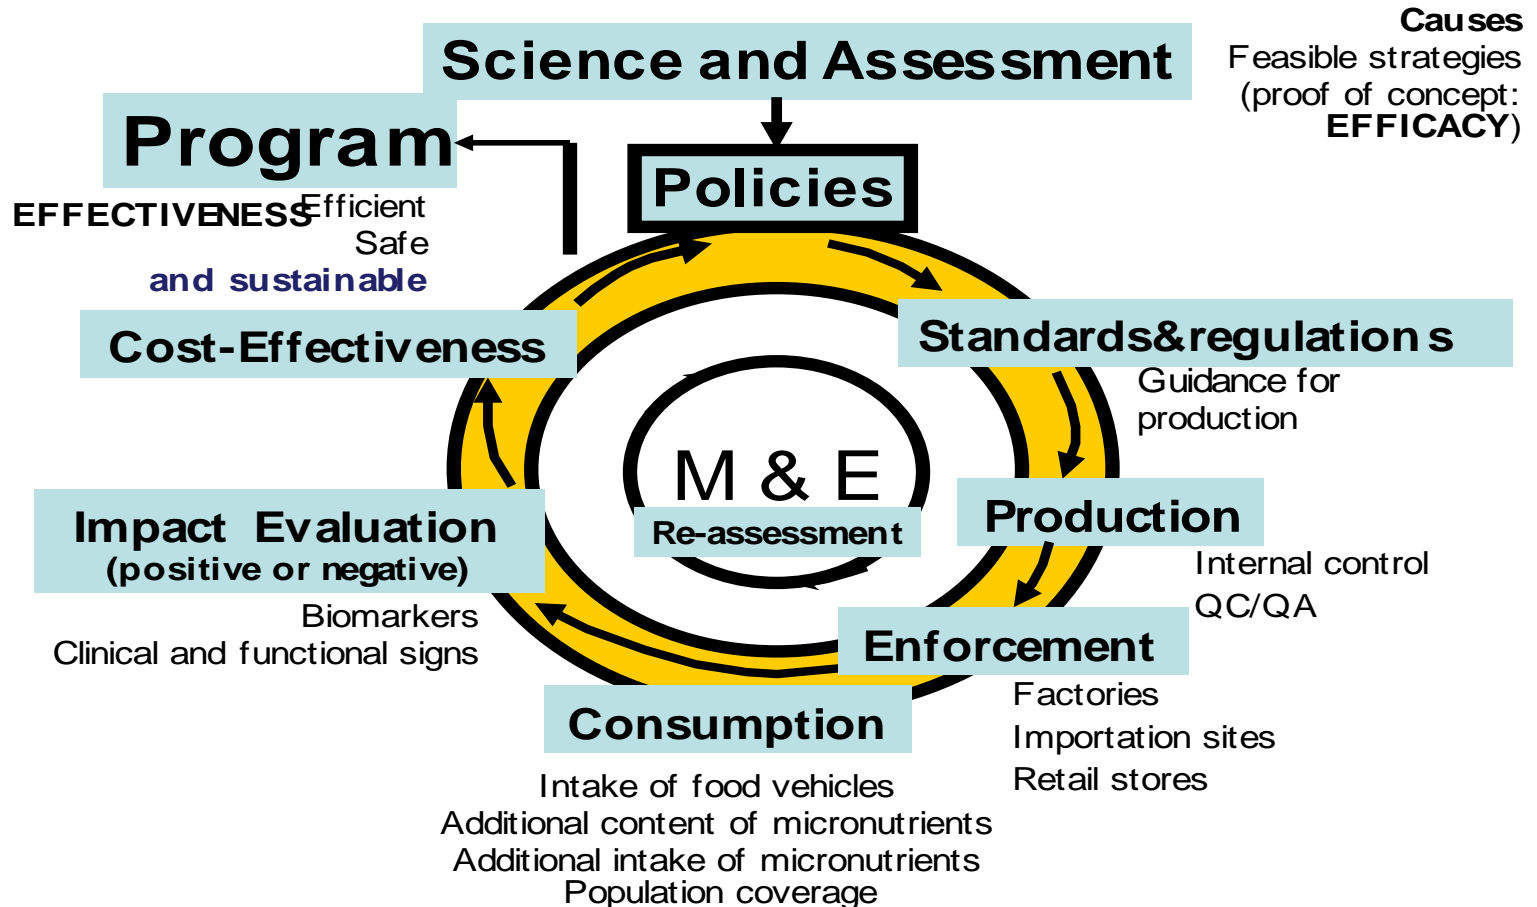 Causes
Feasible strategies
(proof of concept:
EFFICACY)
Science and Assessment
Program
EFFECTIVENESS Efficient
Safe
and sustainable
Policies
Cost-Effectiveness
Standards&regulations
Guidance for
production
M & E
Re-assessment
Production
Internal control
QC/QA
Impact Evaluation
(positive or negative)
Biomarkers
Clinical and functional signs
Enforcement
Factories
Importation sites
Retail stores
Consumption
Intake of food vehicles
Additional content of micronutrients
Additional intake of micronutrients
Population coverage